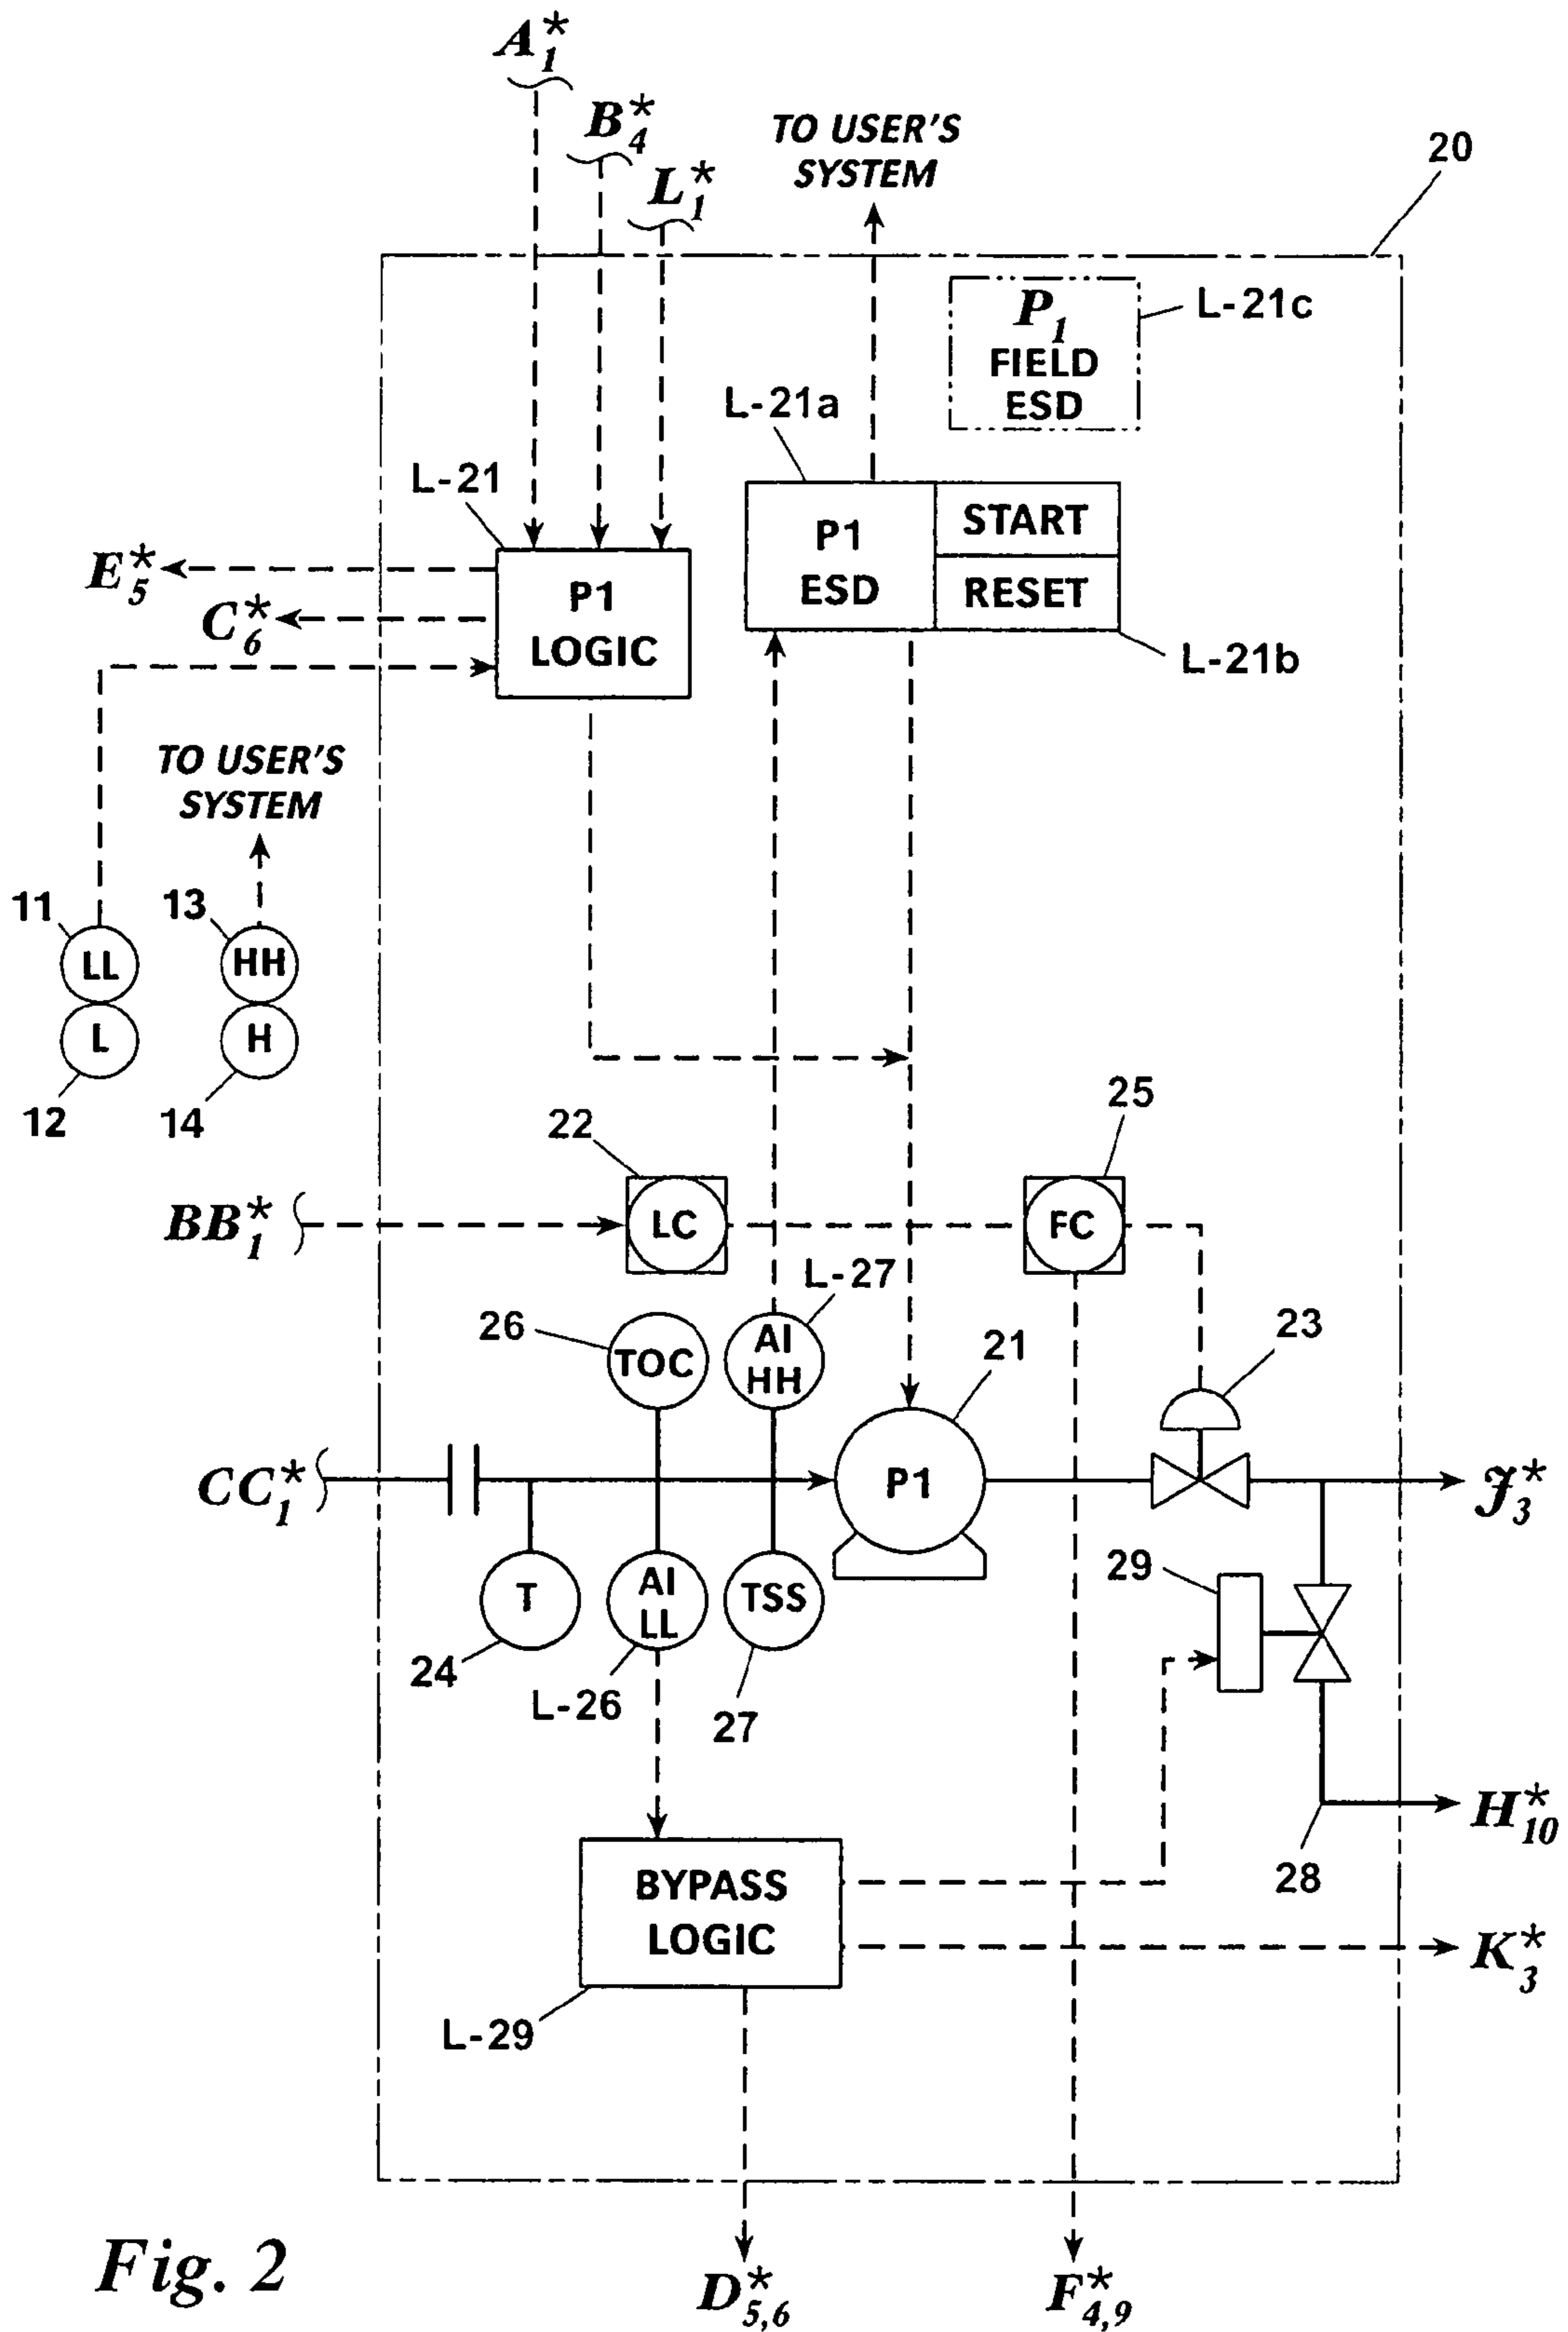 A*1
B*4
L*1
TO USER'S
SYSTEM
20
P1
FIELD
ESD
L-21c
L-21a
L-21
P1
ESD
START
RESET
L-21b
P1
LOGIC
E*5
C*6
TO USER'S
SYSTEM
11
LL
L
12
13
HH
H
14
22
LC
25
FC
BB*1
L-27
26
TOC
AI
HH
21
23
CC*1
P1
J*3
T
24
AI
LL
L-26
TSS
27
29
H*10
28
BYPASS
LOGIC
L-29
K*3
D*5,6
F*4,9
Fig. 2